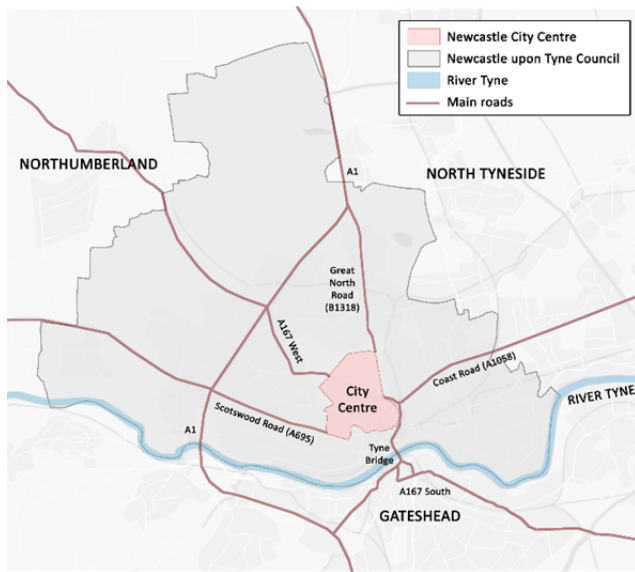 Newcastle City Centre
Newcastle upon Tyne Council
River Tyne
Main roads
NORTHUMBERLAND
NORTH TYNESIDE
A1
Great
North
Road
(B1318)
A167 West
City
Centre
Coast Road (A1058)
RIVER TYNE
Scotswood Road (A695)
A1
Tyne
Bridge
A167 South
GATESHEAD